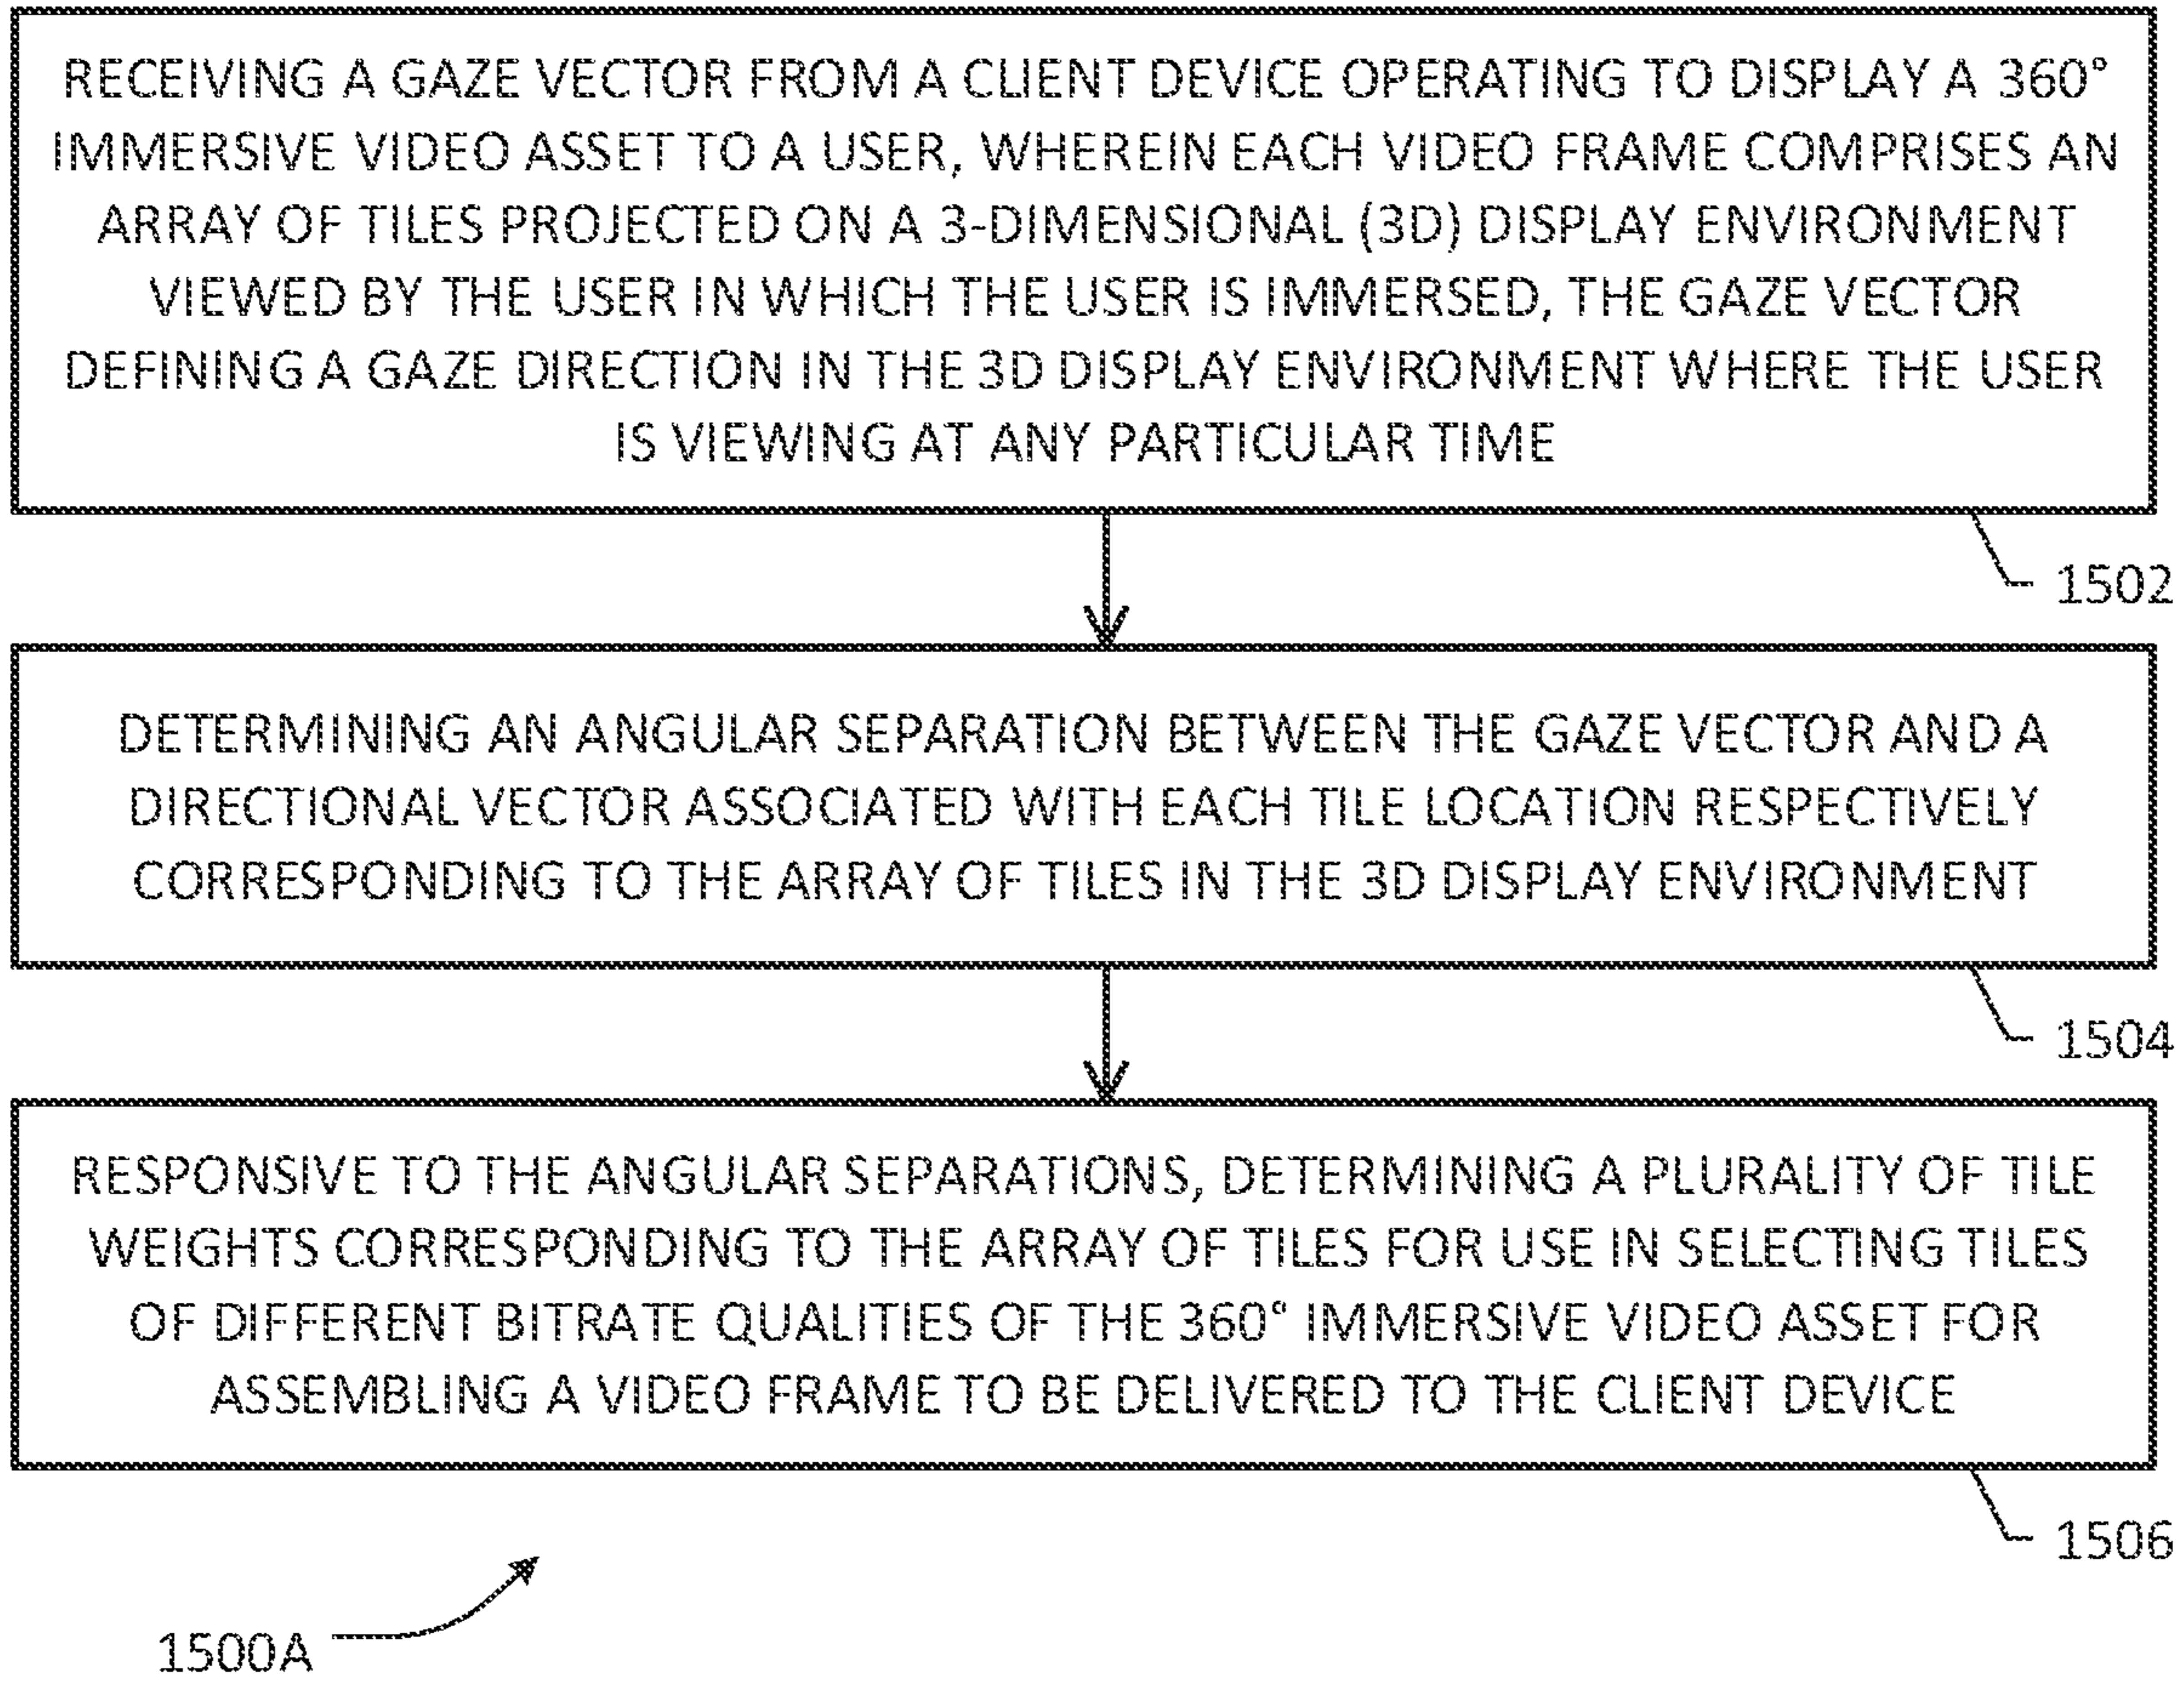 RECEIVING A GAZE VECTOR FROM A CLIENT DEVICE OPERATING TO DISPLAY A 360°
IMMERSIVE VIDEO ASSET TO A USER, WHEREIN EACH VIDEO FRAME COMPRISES AN
ARRAY OF TILES PROJECTED ON A 3-DIMENSIONAL (3D) DISPLAY ENVIRONMENT
VIEWED BY THE USER IN WHICH THE USER IS IMMERSED, THE GAZE VECTOR
DEFINING A GAZE DIRECTION IN THE 3D DISPLAY ENVIRONMENT WHERE THE USER
IS VIEWING AT ANY PARTICULAR TIME
1502
DETERMINING AN ANGULAR SEPARATION BETWEEN THE GAZE VECTOR AND A
DIRECTIONAL VECTOR ASSOCIATED WITH EACH TILE LOCATION RESPECTIVELY
CORRESPONDING TO THE ARRAY OF TILES IN THE 3D DISPLAY ENVIRONMENT
1504
RESPONSIVE TO THE ANGULAR SEPARATIONS, DETERMINING A PLURALITY OF TILE
WEIGHTS CORRESPONDING TO THE ARRAY OF TILES FOR USE IN SELECTING TILES
OF DIFFERENT BITRATE QUALITIES OF THE 360° IMMERSIVE VIDEO ASSET FOR
ASSEMBLING A VIDEO FRAME TO BE DELIVERED TO THE CLIENT DEVICE
1506
1500A